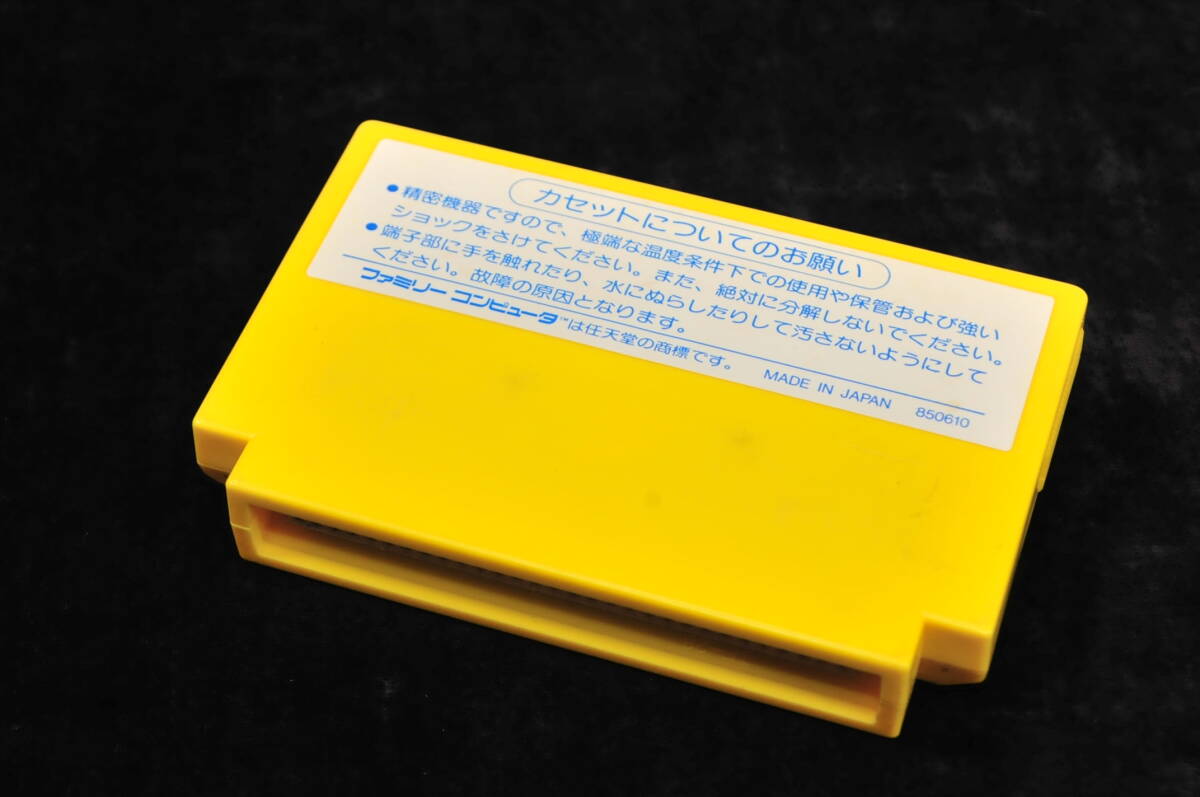 カセットについてのお願い
●精密機器ですので、極端な温度条件下での使用や保管および強い
ショックをさけてください。また、絶対に分解しないでください。
●端子部に手を触れたり、水にぬらしたりして汚さないようにして
ください。故障の原因となります。
ファミリー コンピュータ™は任天堂の商標です。 MADE IN JAPAN 850610